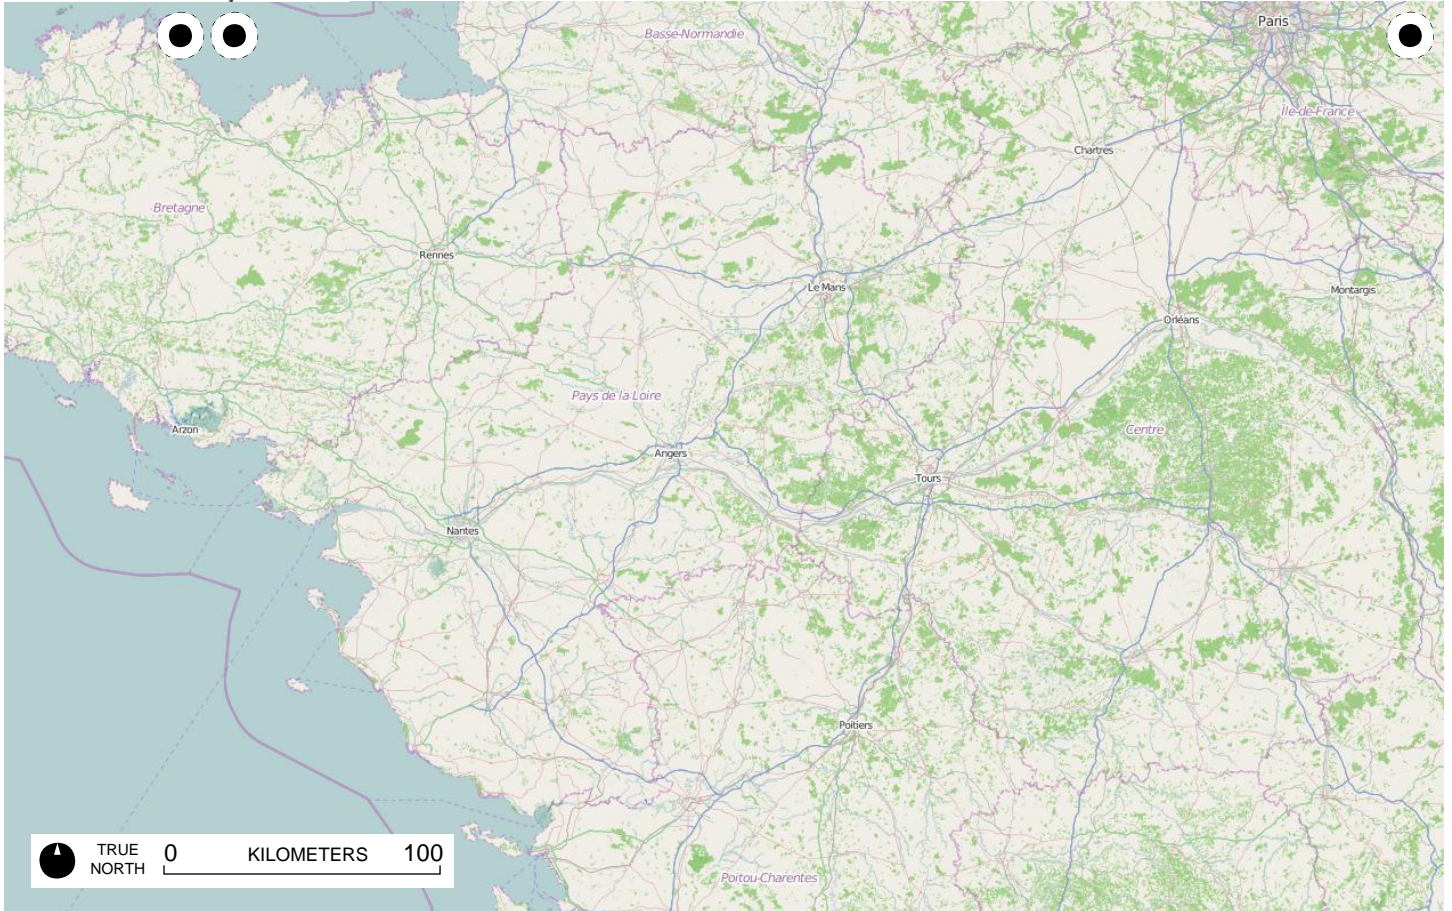 Paris
Basse-Normandie
Île-de-France
Chartres
Bretagne
Rennes
Le Mans
Montargis
Orléans
Pays de la Loire
Arzon
Centre
Angers
Tours
Nantes
Poitiers
TRUE NORTH
0 KILOMETERS 100
Poitou-Charentes